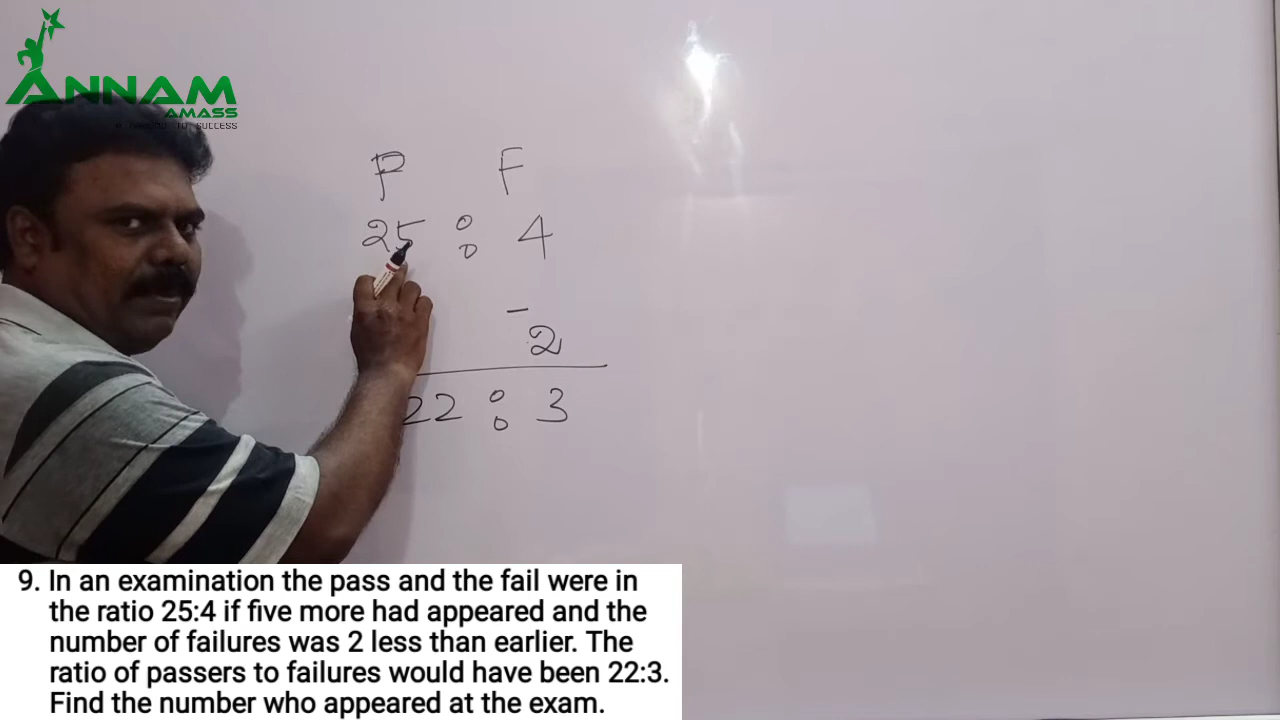 ANNAM
AMASS
P F
25 : 4
- 2
22 : 3
9. In an examination the pass and the fail were in
the ratio 25:4 if five more had appeared and the
number of failures was 2 less than earlier. The
ratio of passers to failures would have been 22:3.
Find the number who appeared at the exam.